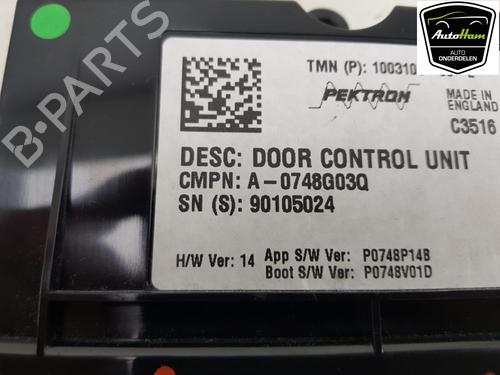 AutoHam
AUTO
ONDERDELEN
B-PARTS
TMN (P):
PEKTRON
MADE IN
ENGLAND
C3516
DESC: DOOR CONTROL UNIT
CMPN: A-0748G03Q
SN (S): 90105024
H/W Ver: 14 App S/W Ver: P0748P14B
Boot S/W Ver: P0748V01D